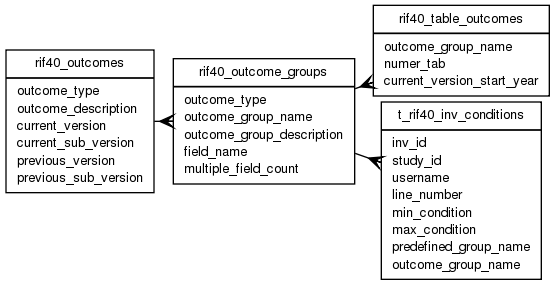 rif40_outcomes
outcome_type
outcome_description
current_version
current_sub_version
previous_version
previous_sub_version
rif40_outcome_groups
outcome_type
outcome_group_name
outcome_group_description
field_name
multiple_field_count
rif40_table_outcomes
outcome_group_name
numer_tab
current_version_start_year
t_rif40_inv_conditions
inv_id
study_id
username
line_number
min_condition
max_condition
predefined_group_name
outcome_group_name